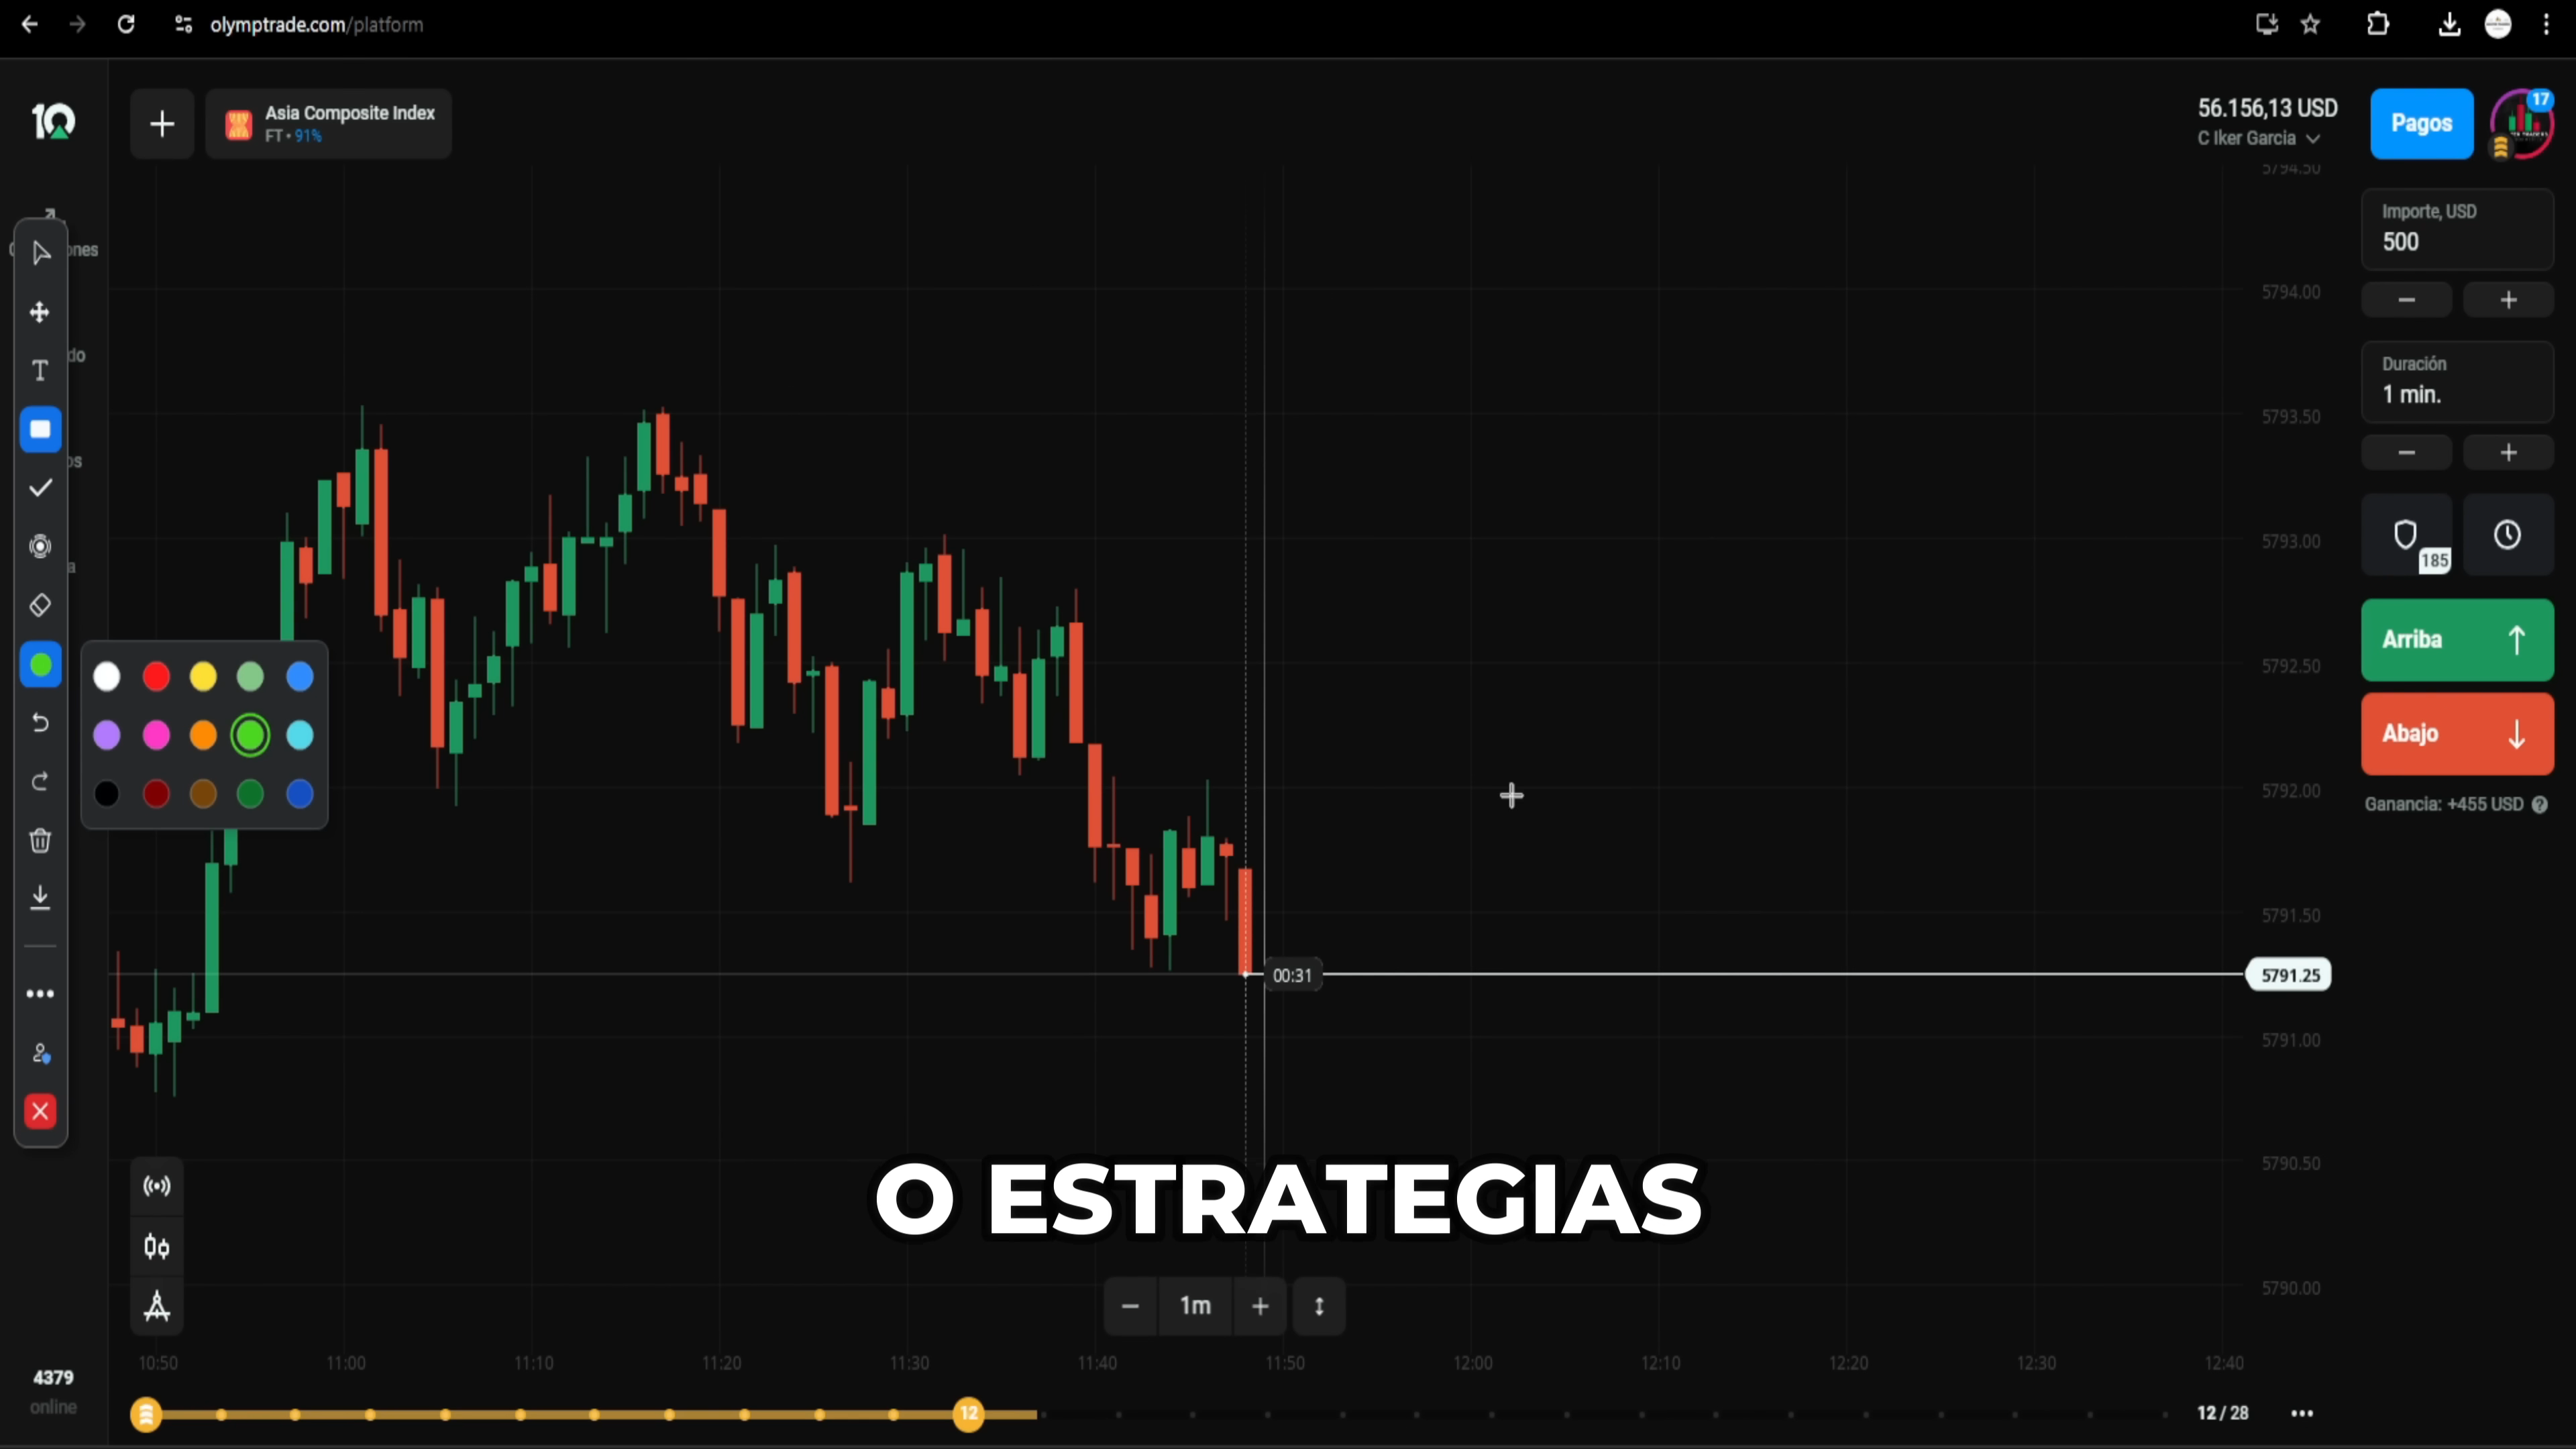 olymptrade.com/platform
Asia Composite Index
FT • 91%
56.156,13 USD
C Iker Garcia
Pagos
17
5794.50
Importe, USD
500
5794.00
Duración
1 min.
5793.50
5793.00
185
5792.50
Arriba
Abajo
5792.00
Ganancia: +455 USD
5791.50
00:31
5791.25
5791.00
5790.50
O ESTRATEGIAS
5790.00
1m
10:50 11:00 11:10 11:20 11:30 11:40 11:50 12:00 12:10 12:20 12:30 12:40
4379
online
12
12 / 28